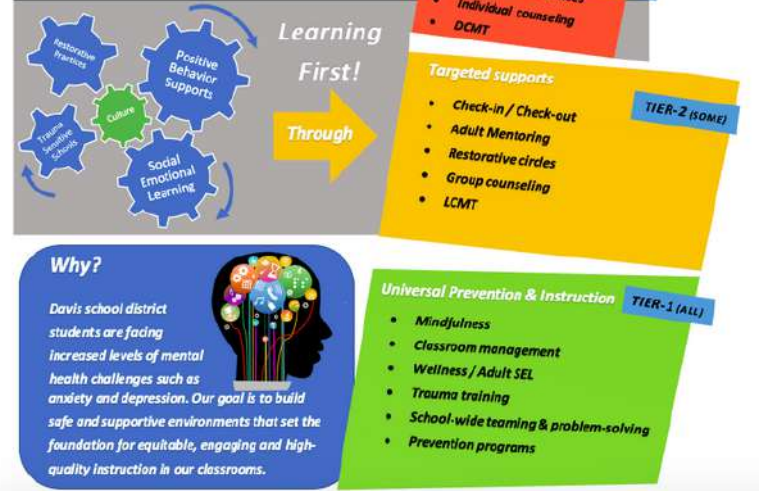 Individual counseling
DCMT
Restorative
Practices
Positive
Behavior
Supports
Culture
Trauma
Sensitive
Schools
Social
Emotional
Learning
Learning
First!
Through
Targeted supports
TIER-2 (SOME)
Check-in / Check-out
Adult Mentoring
Restorative circles
Group counseling
LCMT
Why?
Davis school district
students are facing
increased levels of mental
health challenges such as
anxiety and depression. Our goal is to build
safe and supportive environments that set the
foundation for equitable, engaging and high-
quality instruction in our classrooms.
Universal Prevention & Instruction
TIER-1 (ALL)
Mindfulness
Classroom management
Wellness / Adult SEL
Trauma training
School-wide teaming & problem-solving
Prevention programs